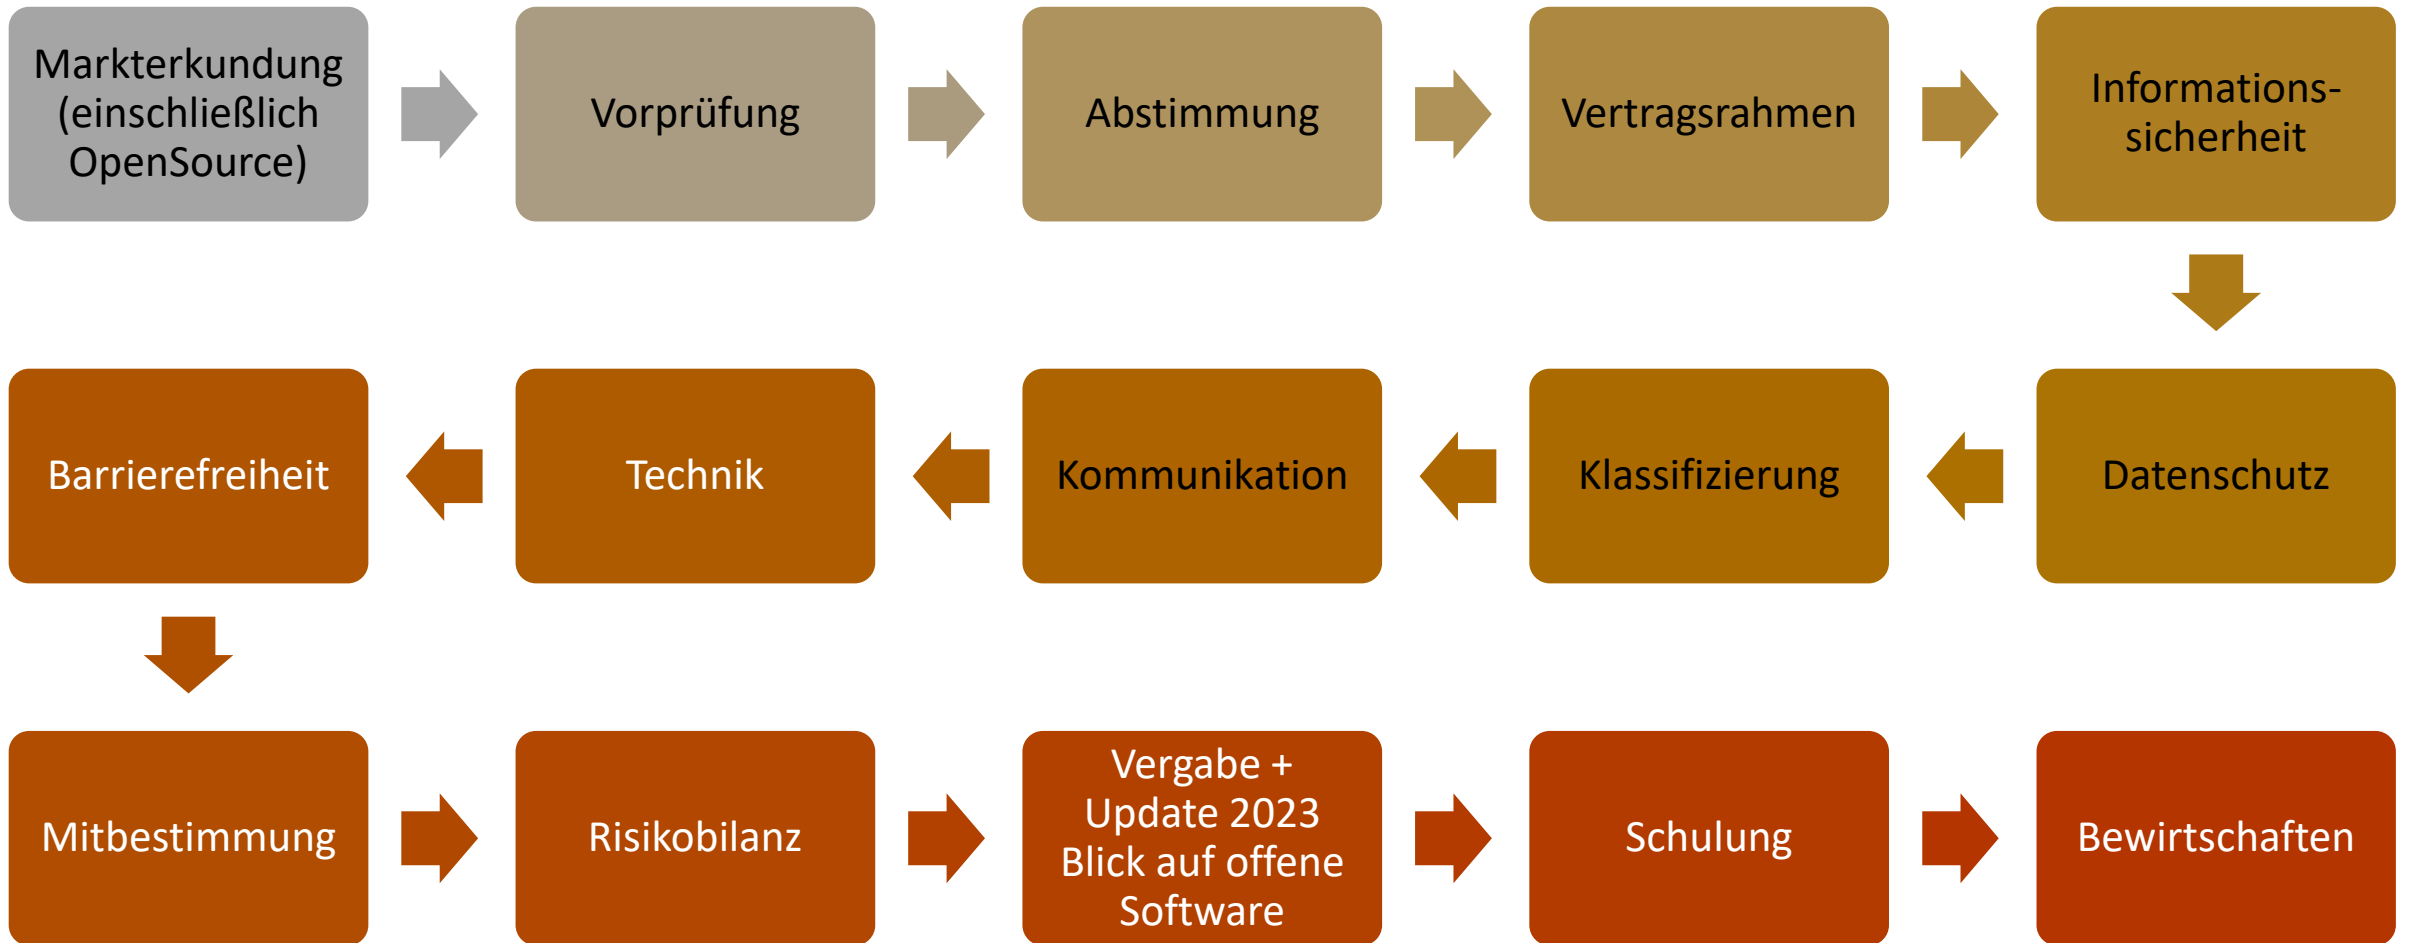 Markterkundung
(einschließlich
OpenSource)
Vorprüfung
Abstimmung
Vertragsrahmen
Informations-
sicherheit
Datenschutz
Klassifizierung
Kommunikation
Technik
Barrierefreiheit
Mitbestimmung
Risikobilanz
Vergabe +
Update 2023
Blick auf offene
Software
Schulung
Bewirtschaften